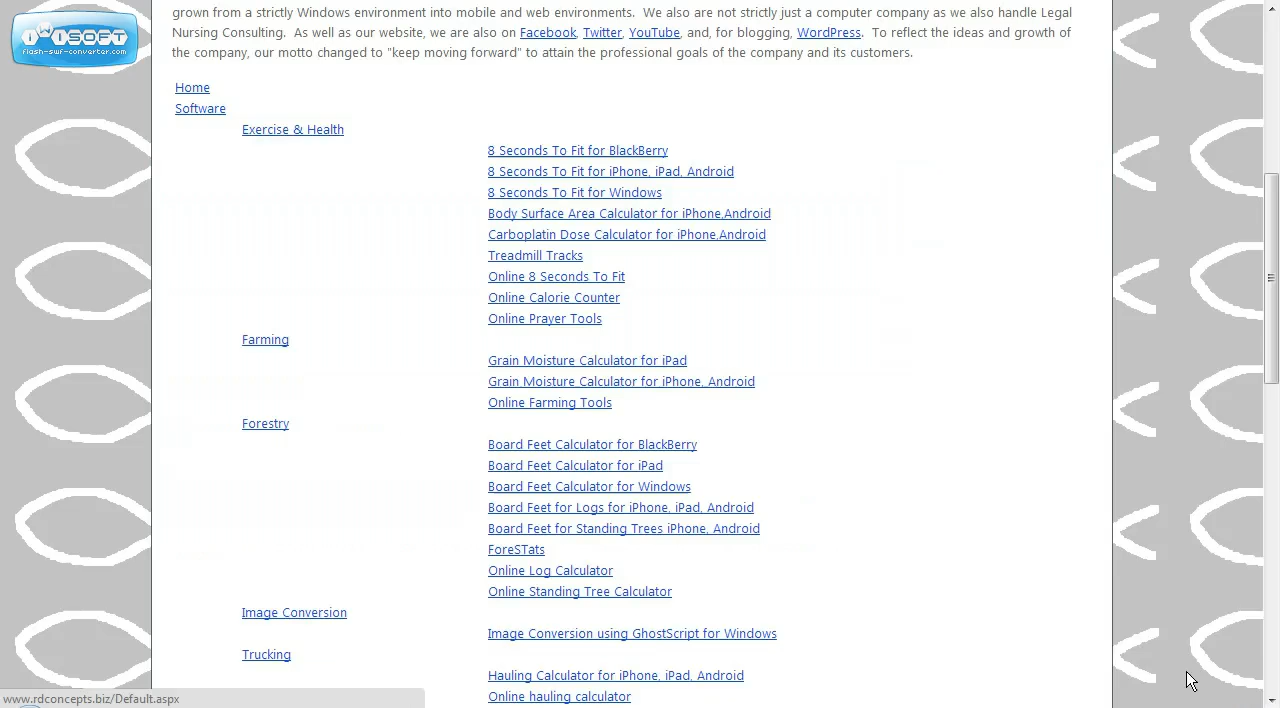 grown from a strictly Windows environment into mobile and web environments. We also are not strictly just a computer company as we also handle Legal
iWiSOFT
flash-swf-converter.com
Nursing Consulting. As well as our website, we are also on Facebook, Twitter, YouTube, and, for blogging, WordPress. To reflect the ideas and growth of
the company, our motto changed to "keep moving forward" to attain the professional goals of the company and its customers.
Home
Software
Exercise & Health
8 Seconds To Fit for BlackBerry
8 Seconds To Fit for iPhone, iPad, Android
8 Seconds To Fit for Windows
Body Surface Area Calculator for iPhone,Android
Carboplatin Dose Calculator for iPhone,Android
Treadmill Tracks
Online 8 Seconds To Fit
Online Calorie Counter
Online Prayer Tools
Farming
Grain Moisture Calculator for iPad
Grain Moisture Calculator for iPhone, Android
Online Farming Tools
Forestry
Board Feet Calculator for BlackBerry
Board Feet Calculator for iPad
Board Feet Calculator for Windows
Board Feet for Logs for iPhone, iPad, Android
Board Feet for Standing Trees iPhone, Android
ForeSTats
Online Log Calculator
Online Standing Tree Calculator
Image Conversion
Image Conversion using GhostScript for Windows
Trucking
Hauling Calculator for iPhone, iPad, Android
Online hauling calculator
www.rdconcepts.biz/Default.aspx